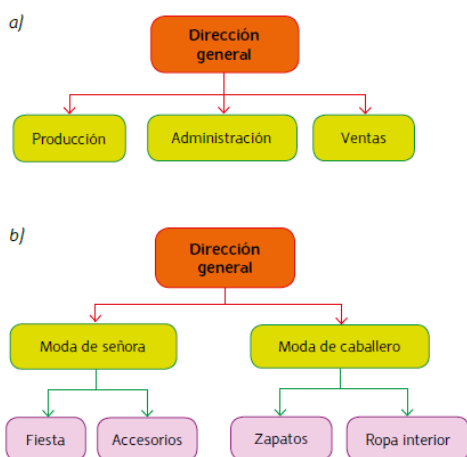 a)
Dirección
general
Producción
Administración
Ventas
b)
Dirección
general
Moda de señora
Moda de caballero
Fiesta
Accesorios
Zapatos
Ropa interior